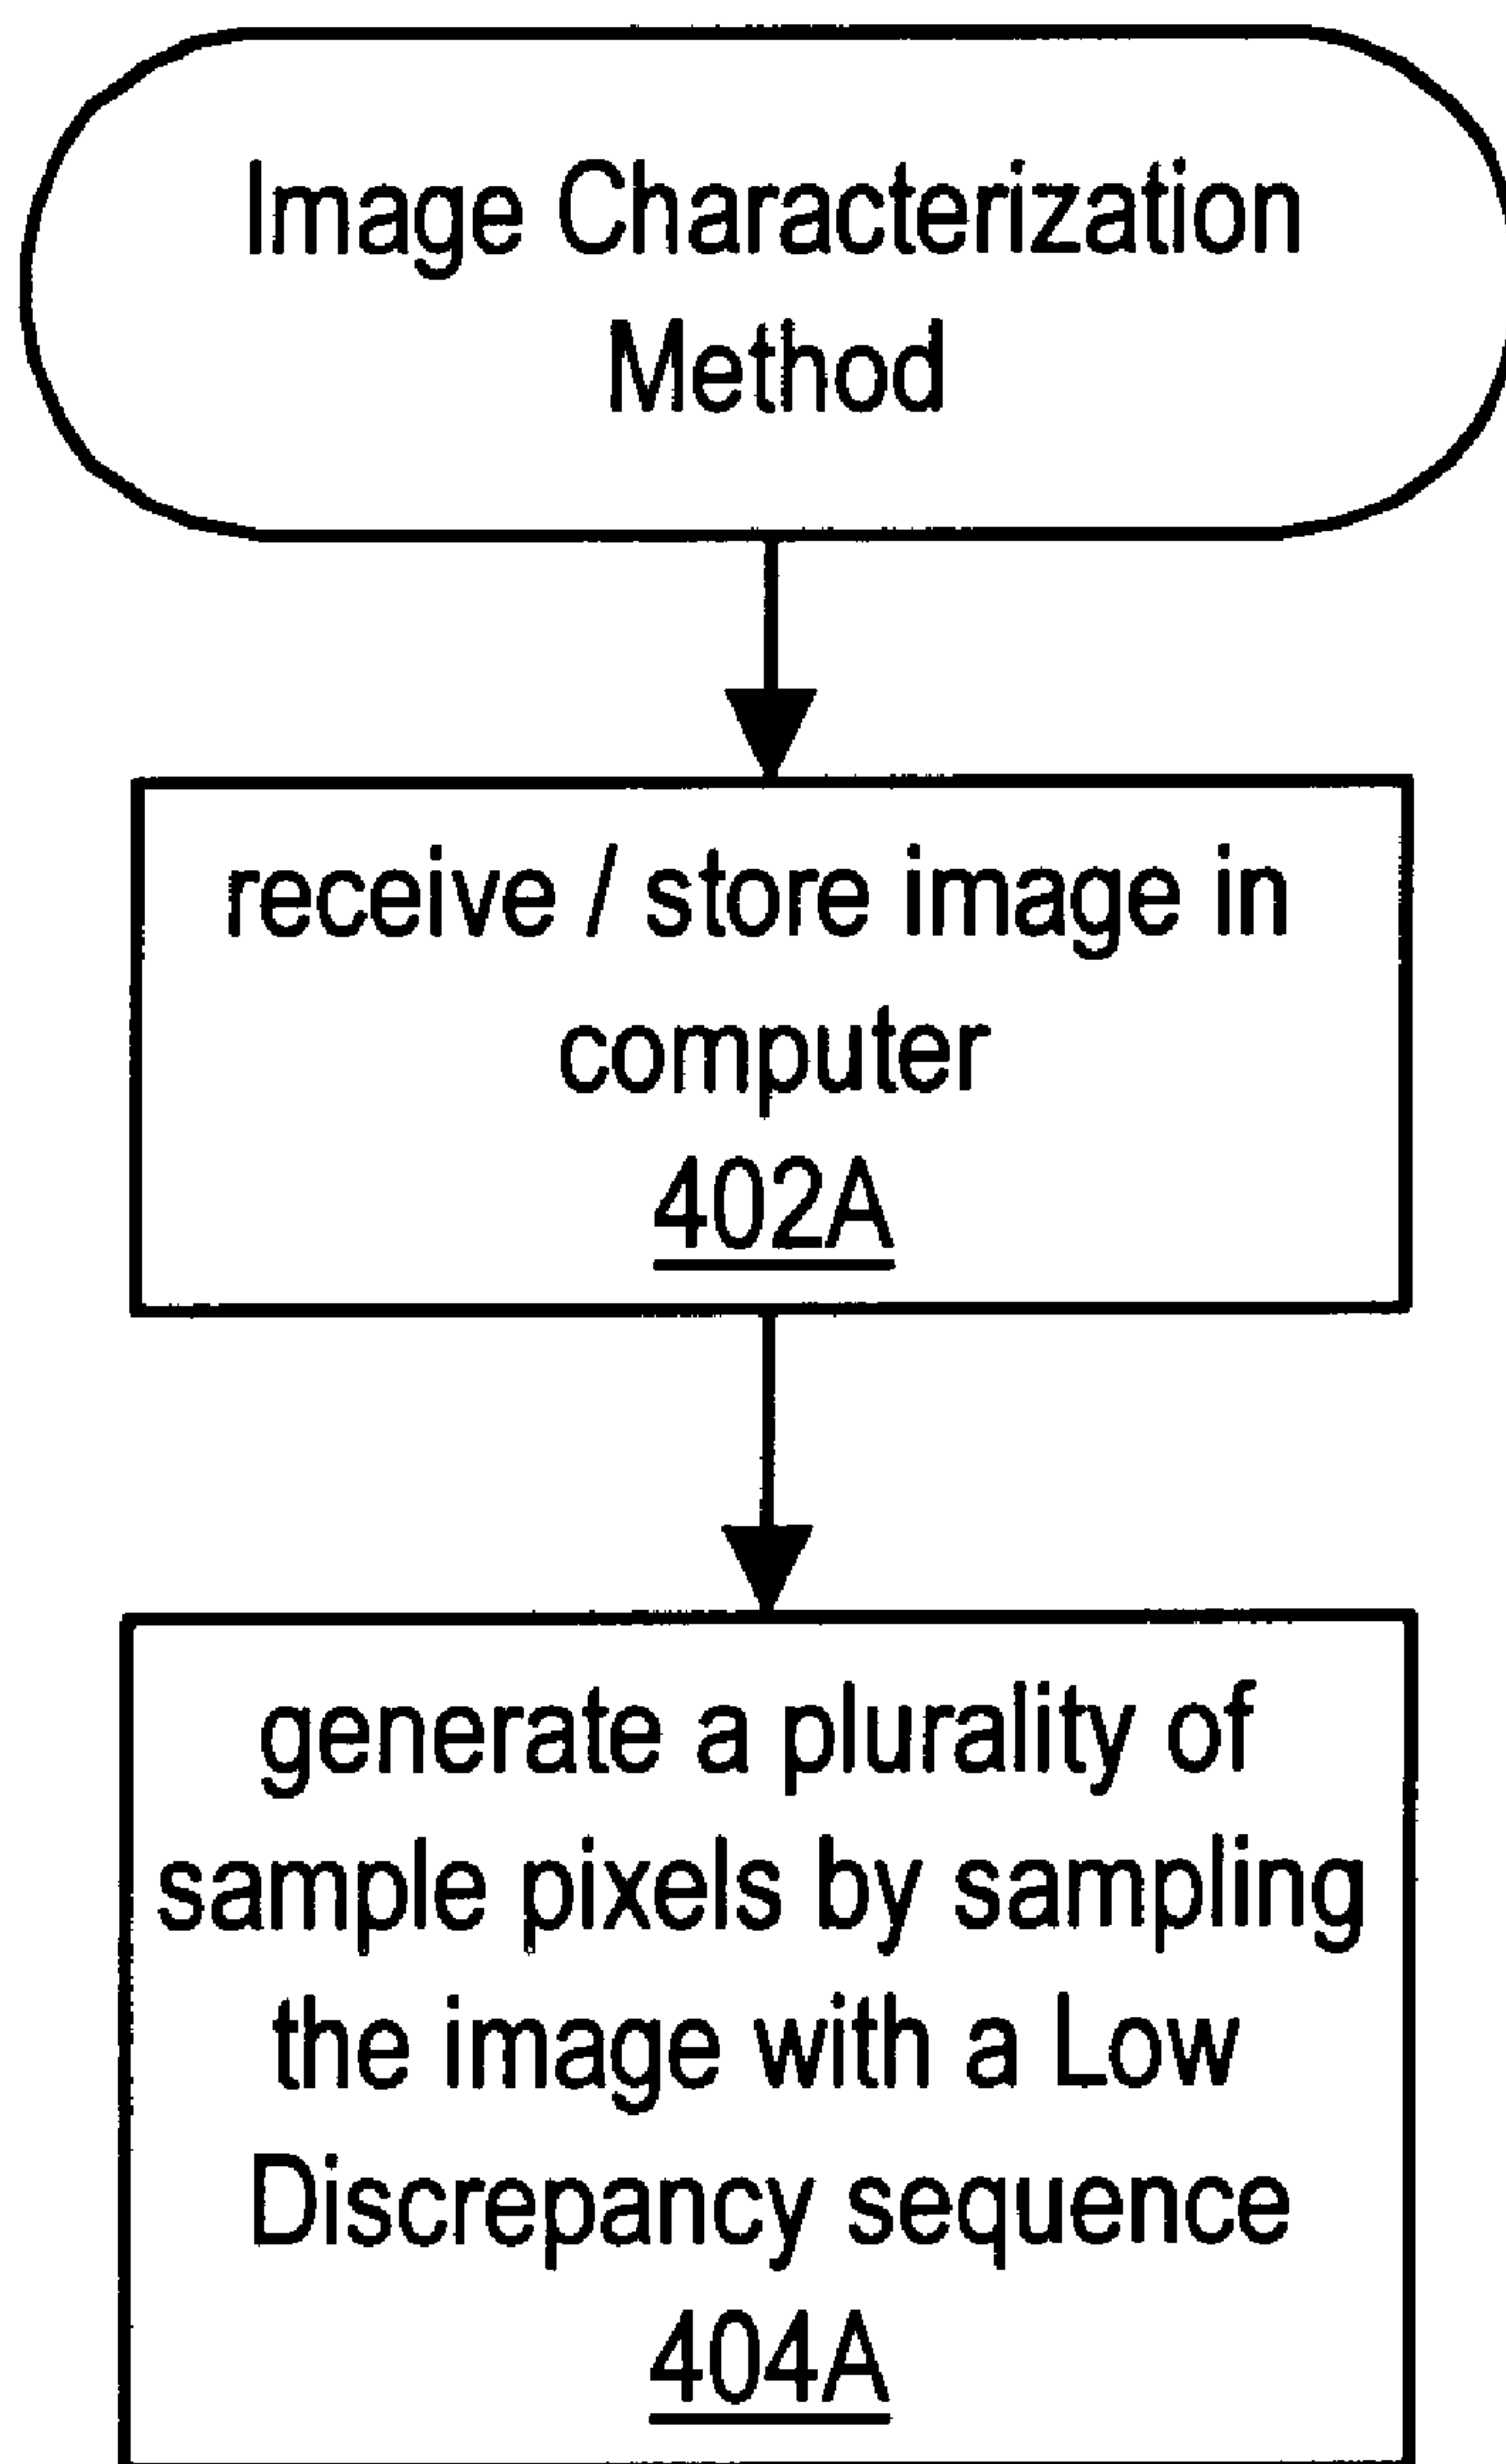 Image Characterization
Method
receive / store image in
computer
402A
generate a plurality of
sample pixels by sampling
the image with a Low
Discrepancy sequence
404A